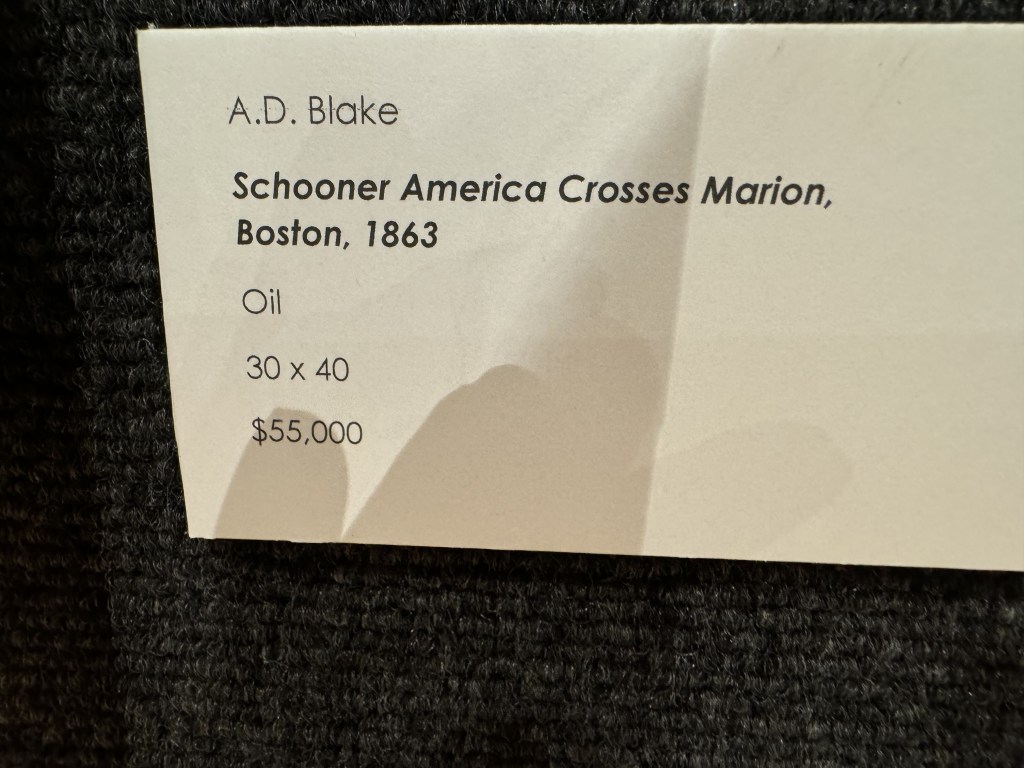 A.D. Blake
Schooner America Crosses Marion,
Boston, 1863
Oil
30 x 40
$55,000